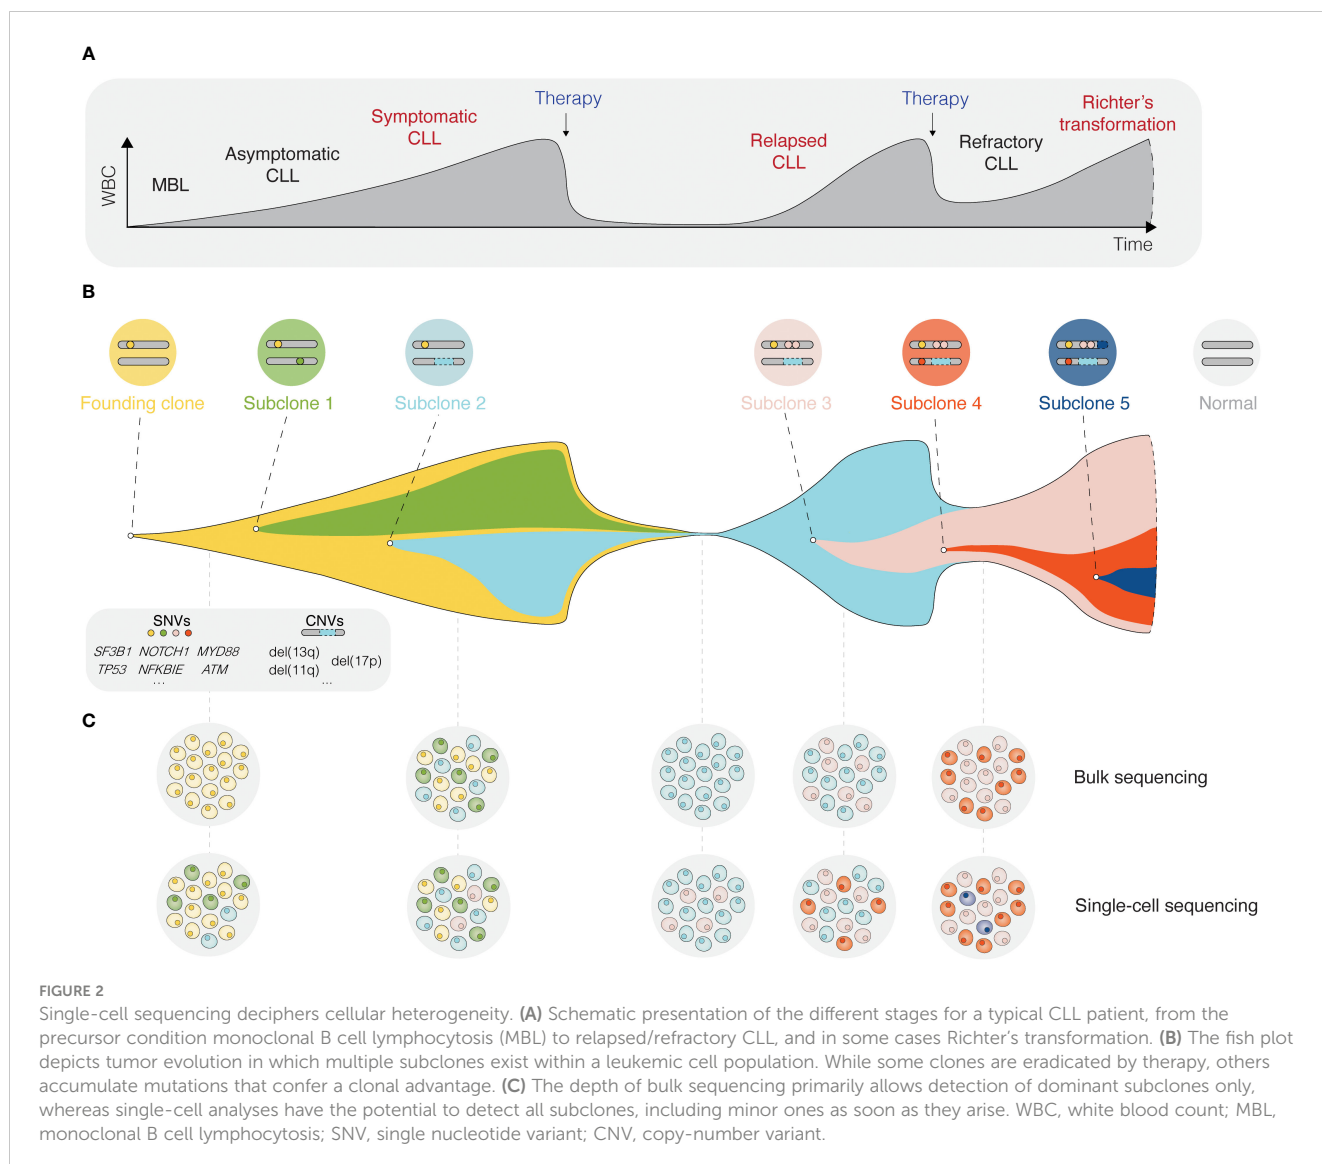 A
Therapy
Therapy
Richter's
transformation
Symptomatic
CLL
Relapsed
CLL
Refractory
CLL
Asymptomatic
CLL
MBL
WBC
Time
B
Founding clone
Subclone 1
Subclone 2
Subclone 3
Subclone 4
Subclone 5
Normal
SNVs
CNVs
SF3B1 NOTCH1 MYD88
TP53 NFKBIE ATM
...
del(13q)
del(11q)
del(17p)
...
C
Bulk sequencing
Single-cell sequencing
FIGURE 2
Single-cell sequencing deciphers cellular heterogeneity. (A) Schematic presentation of the different stages for a typical CLL patient, from the
precursor condition monoclonal B cell lymphocytosis (MBL) to relapsed/refractory CLL, and in some cases Richter's transformation. (B) The fish plot
depicts tumor evolution in which multiple subclones exist within a leukemic cell population. While some clones are eradicated by therapy, others
accumulate mutations that confer a clonal advantage. (C) The depth of bulk sequencing primarily allows detection of dominant subclones only,
whereas single-cell analyses have the potential to detect all subclones, including minor ones as soon as they arise. WBC, white blood count; MBL,
monoclonal B cell lymphocytosis; SNV, single nucleotide variant; CNV, copy-number variant.